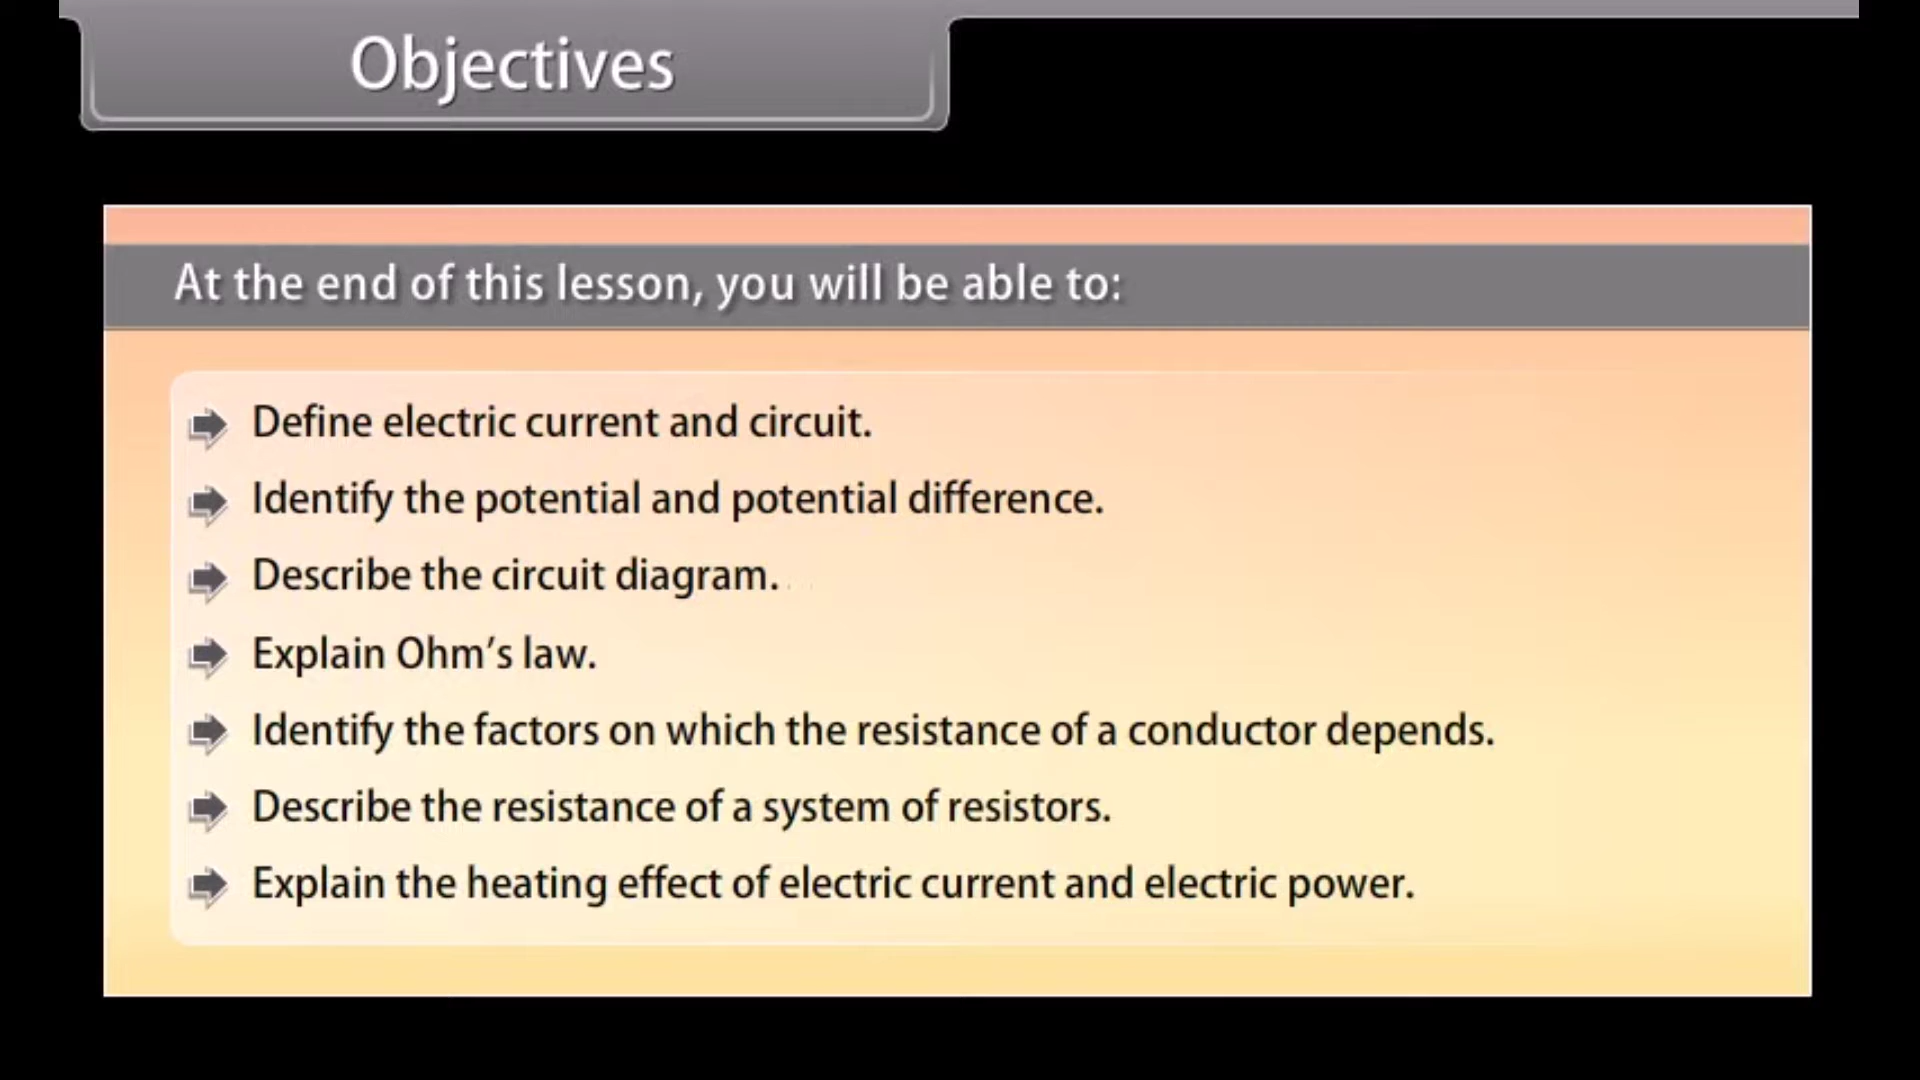 Objectives
At the end of this lesson, you will be able to:
Define electric current and circuit.
Identify the potential and potential difference.
Describe the circuit diagram.
Explain Ohm’s law.
Identify the factors on which the resistance of a conductor depends.
Describe the resistance of a system of resistors.
Explain the heating effect of electric current and electric power.